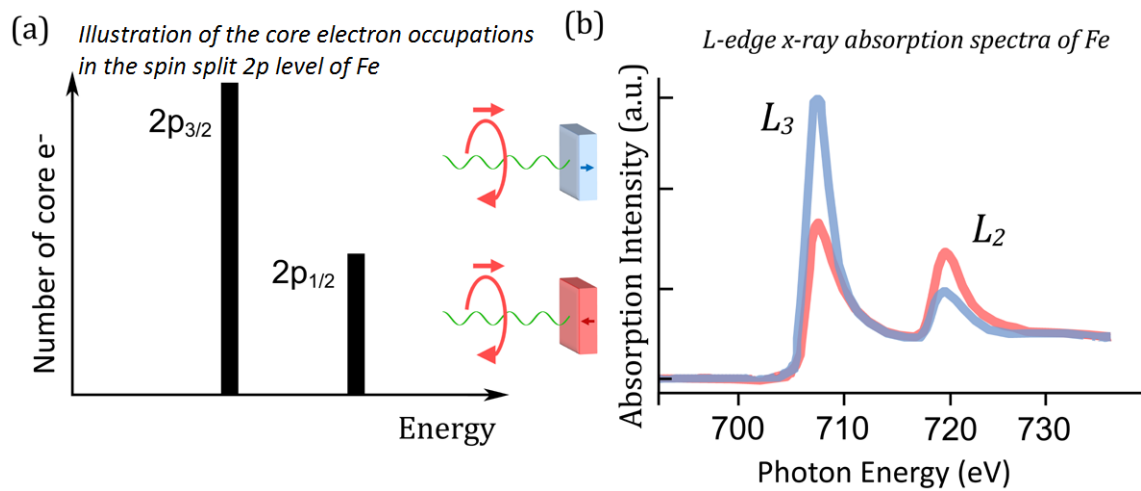 (a)
Illustration of the core electron occupations
in the spin split 2p level of Fe
Number of core e-
2p3/2
2p1/2
Energy
(b)
L-edge x-ray absorption spectra of Fe
Absorption Intensity (a.u.)
L3
L2
700 710 720 730
Photon Energy (eV)